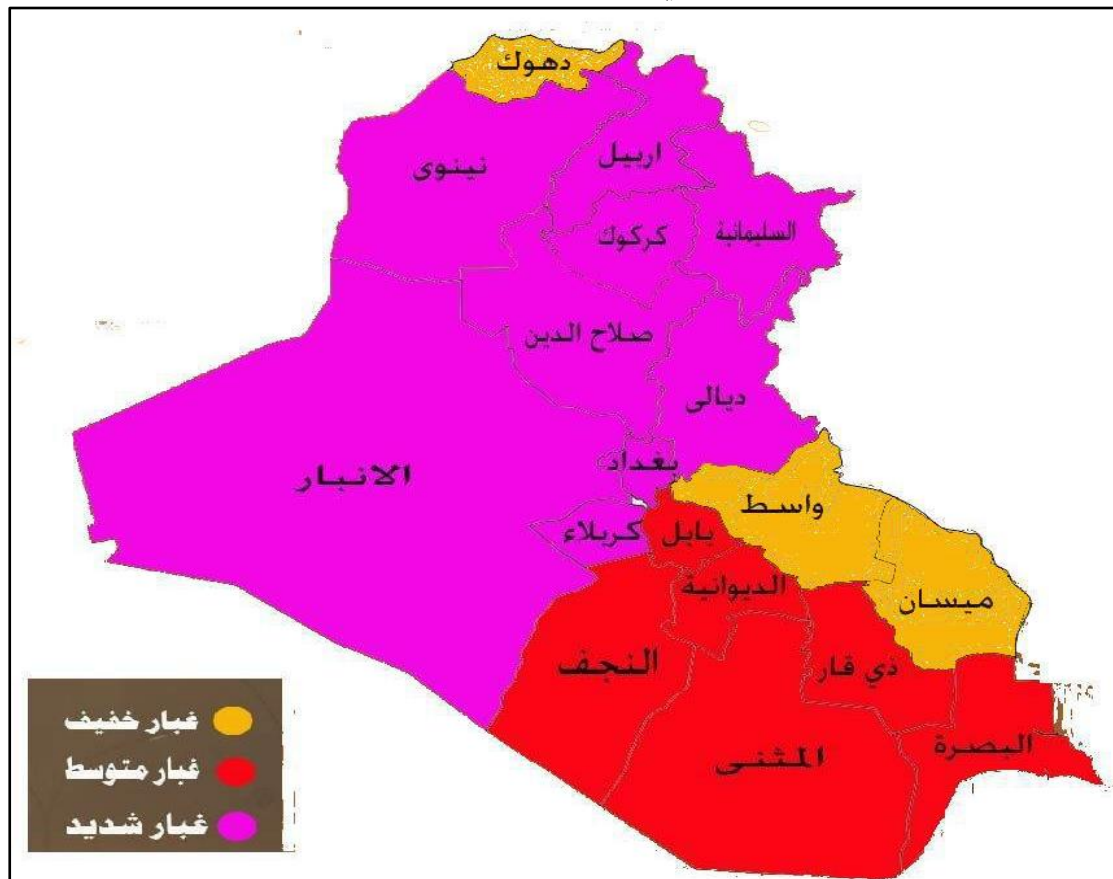 دهوك
نينوى
اربيل
كركوك
السليمانية
صلاح الدين
ديالى
الانبار
بغداد
واسط
كربلاء
بابل
الديوانية
ميسان
النجف
ذي قار
المثنى
البصرة
غبار خفيف
غبار متوسط
غبار شديد